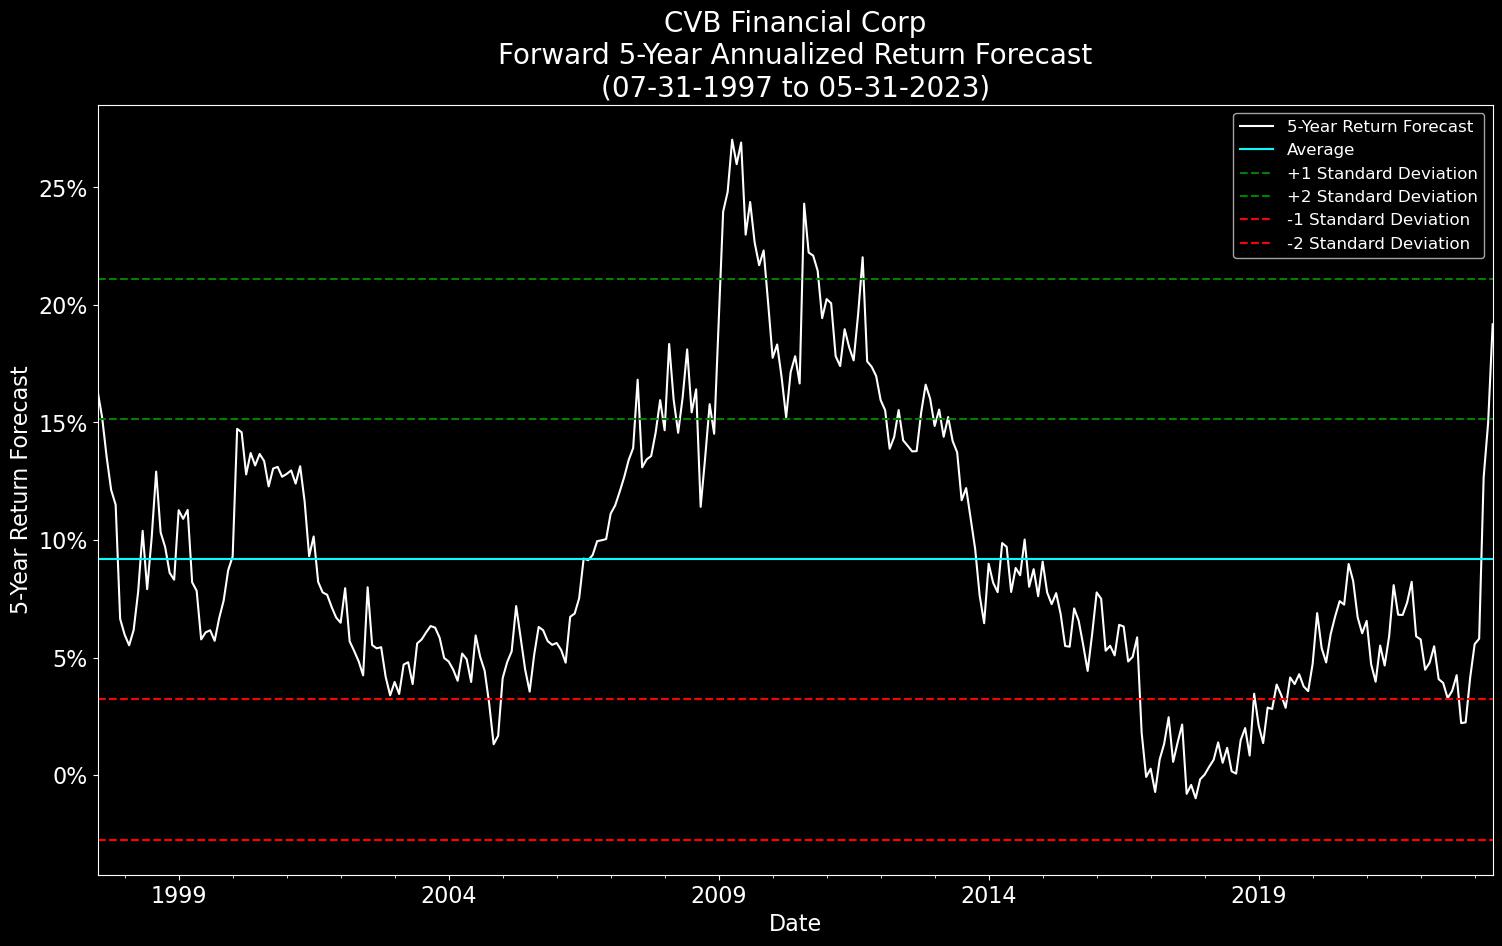 CVB Financial Corp
Forward 5-Year Annualized Return Forecast
(07-31-1997 to 05-31-2023)
5-Year Return Forecast
Average
+1 Standard Deviation
+2 Standard Deviation
-1 Standard Deviation
-2 Standard Deviation
5-Year Return Forecast
25%
20%
15%
10%
5%
0%
1999
2004
2009
2014
2019
Date